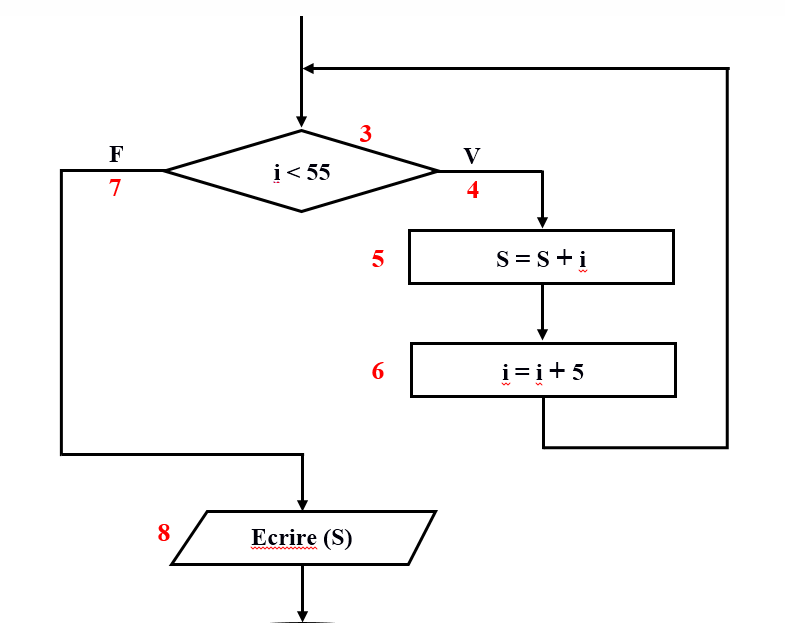 3
F
V
i < 55
7
4
5
S = S + i
6
i = i + 5
8
Ecrire (S)